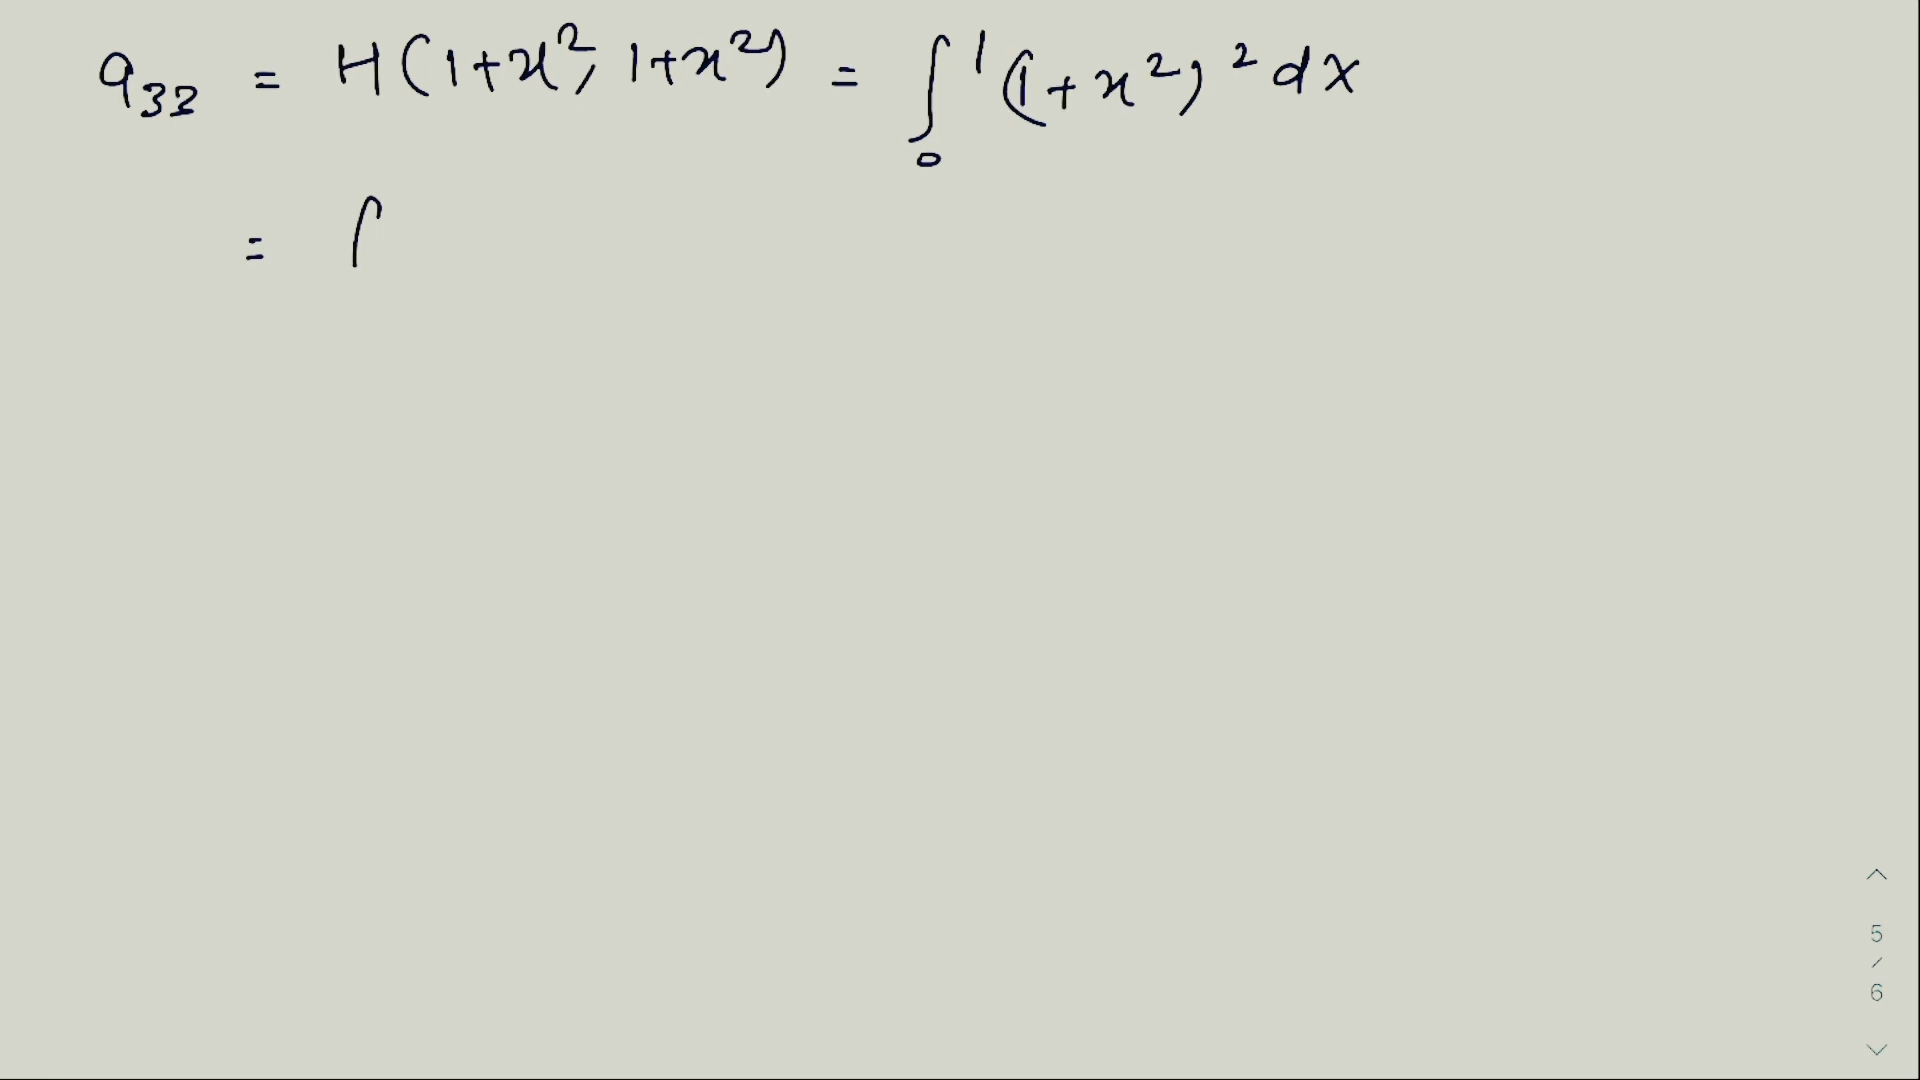 a₃₃ = H(1+x², 1+x²) = ∫₀¹ (1+x²)² dx
= ∫
5
/
6